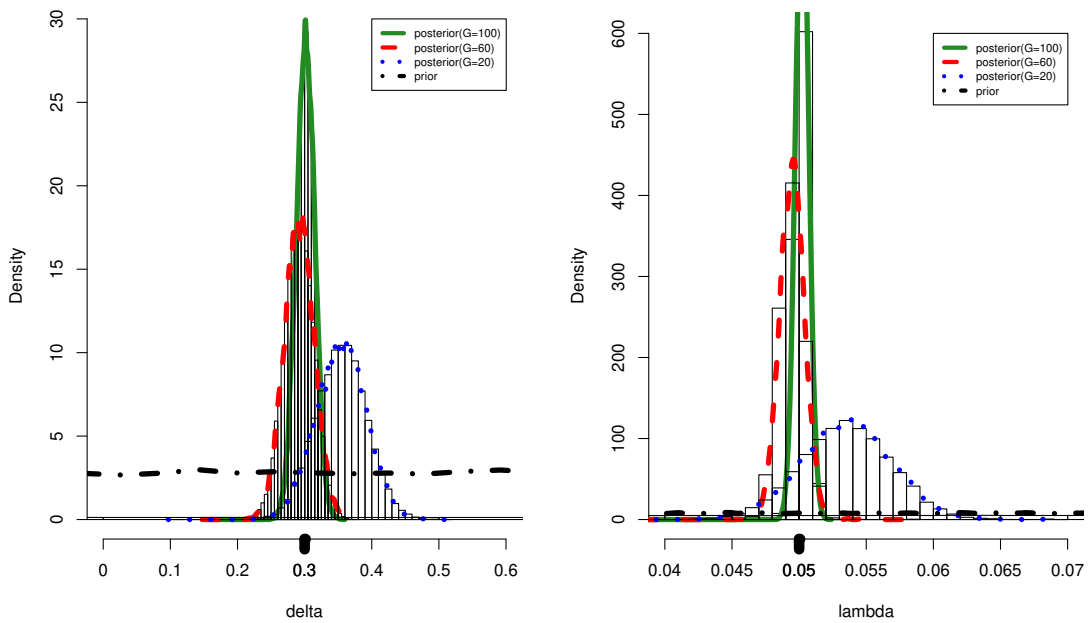 30
25
20
15
10
5
0
Density
posterior(G=100)
posterior(G=60)
posterior(G=20)
prior
0 0.1 0.2 0.3 0.4 0.5 0.6
delta
600
500
400
300
200
100
0
Density
posterior(G=100)
posterior(G=60)
posterior(G=20)
prior
0.04 0.045 0.05 0.055 0.06 0.065 0.07
lambda